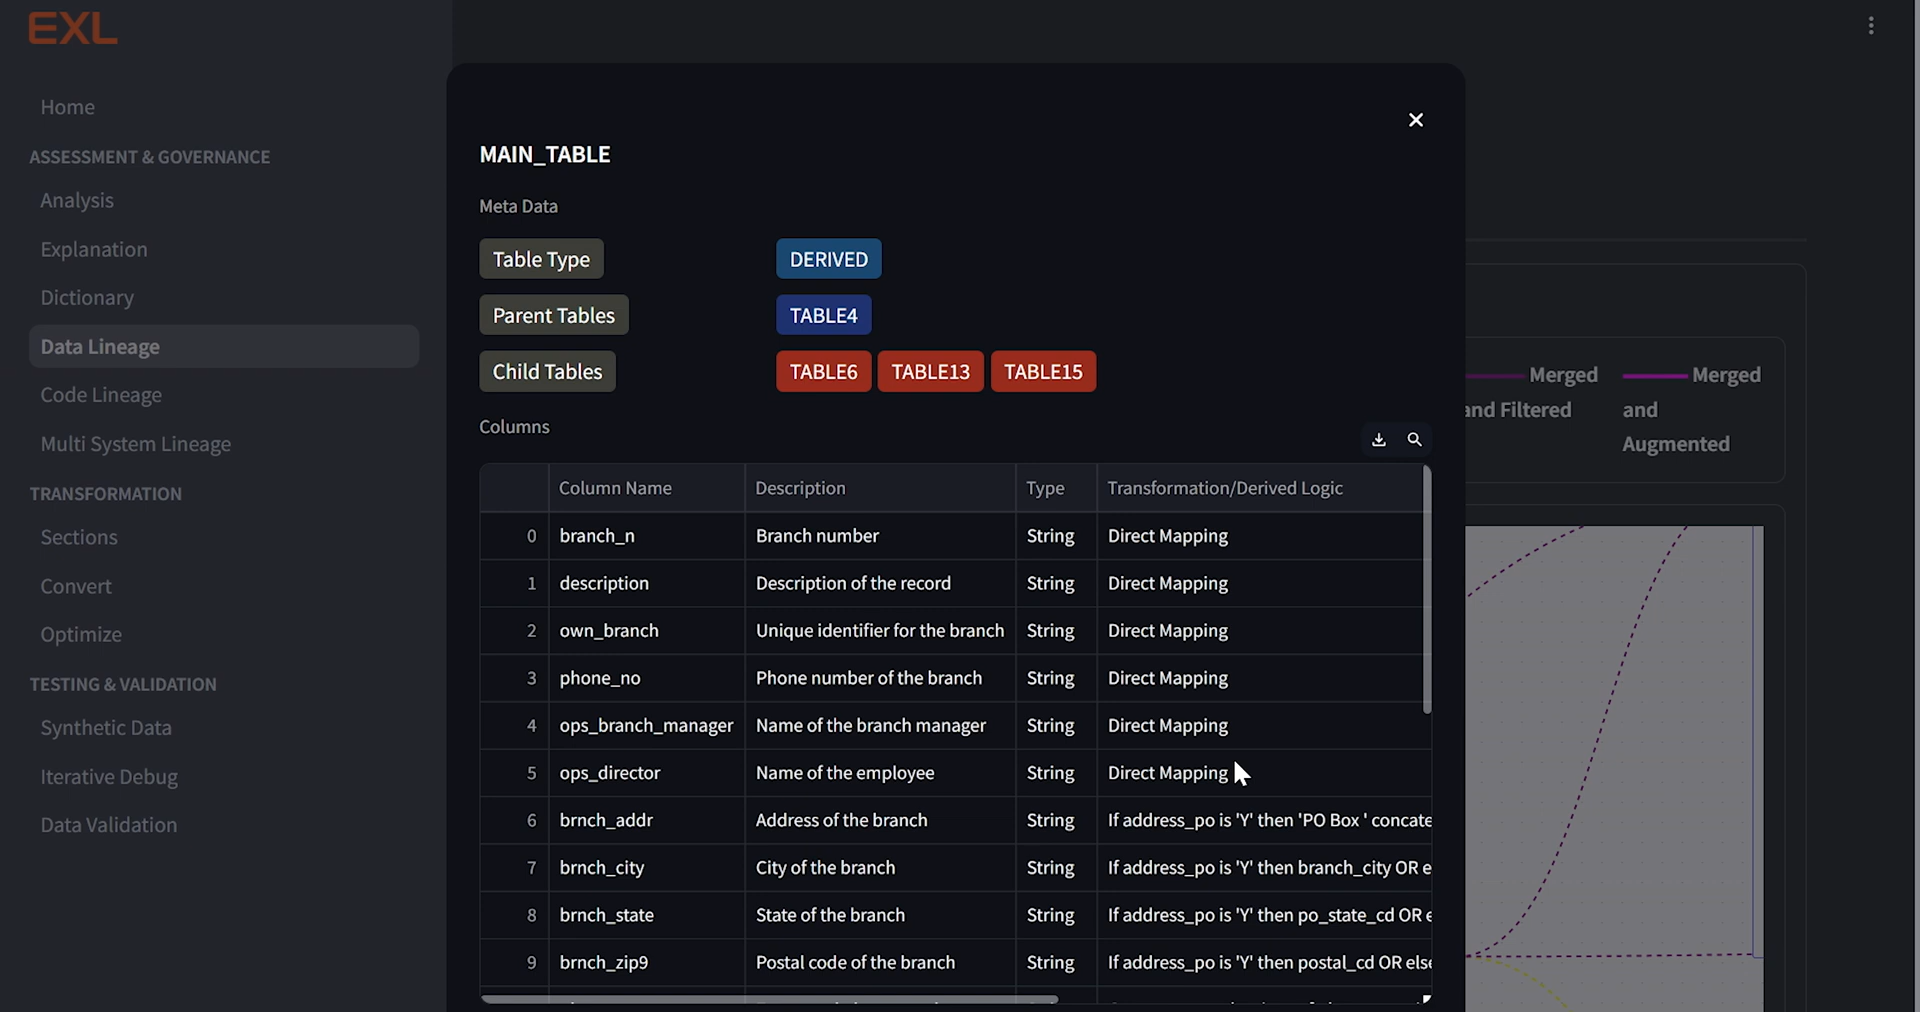 EXL
Home
ASSESSMENT & GOVERNANCE
Analysis
Explanation
Dictionary
Data Lineage
Code Lineage
Multi System Lineage
TRANSFORMATION
Sections
Convert
Optimize
TESTING & VALIDATION
Synthetic Data
Iterative Debug
Data Validation
MAIN_TABLE
Meta Data
Table Type DERIVED
Parent Tables TABLE4
Child Tables TABLE6 TABLE13 TABLE15
Columns
Column Name Description Type Transformation/Derived Logic
0 branch_n Branch number String Direct Mapping
1 description Description of the record String Direct Mapping
2 own_branch Unique identifier for the branch String Direct Mapping
3 phone_no Phone number of the branch String Direct Mapping
4 ops_branch_manager Name of the branch manager String Direct Mapping
5 ops_director Name of the employee String Direct Mapping
6 brnch_addr Address of the branch String If address_po is 'Y' then 'PO Box ' concate
7 brnch_city City of the branch String If address_po is 'Y' then branch_city OR e
8 brnch_state State of the branch String If address_po is 'Y' then po_state_cd OR e
9 brnch_zip9 Postal code of the branch String If address_po is 'Y' then postal_cd OR else
Merged
and Filtered
Merged
and
Augmented